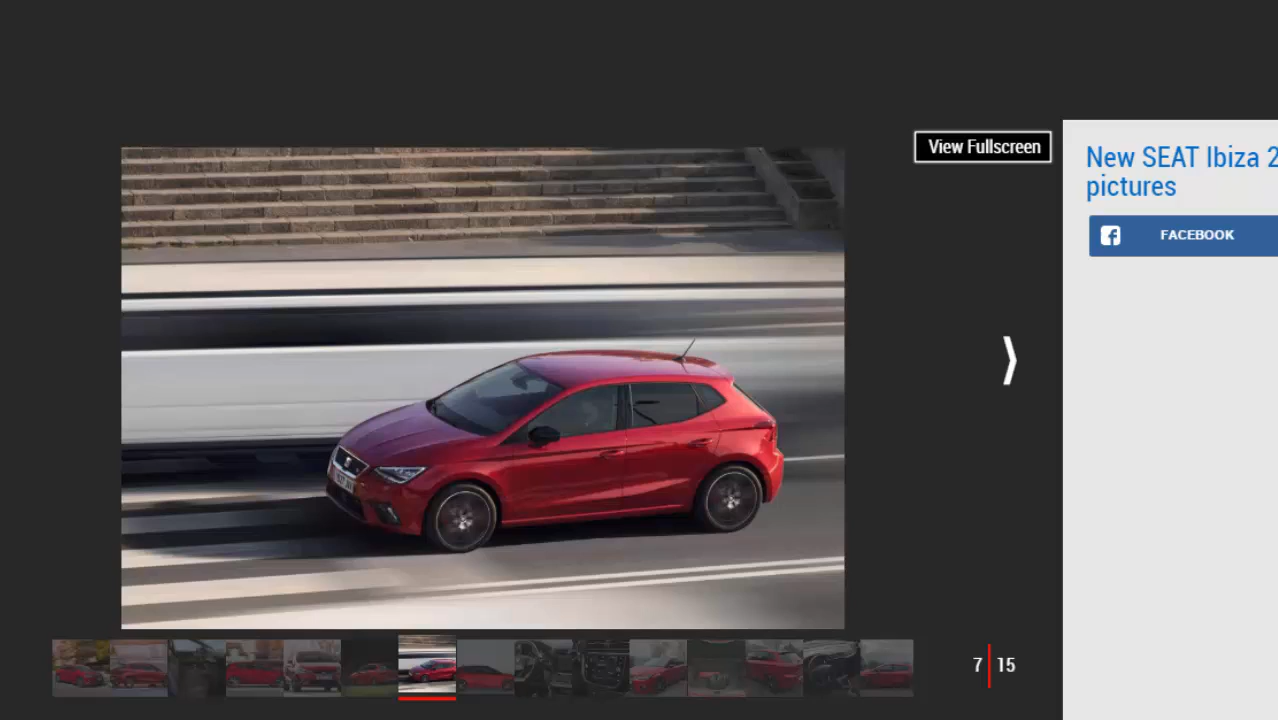 View Fullscreen
New SEAT Ibiza 2
pictures
FACEBOOK
7 15